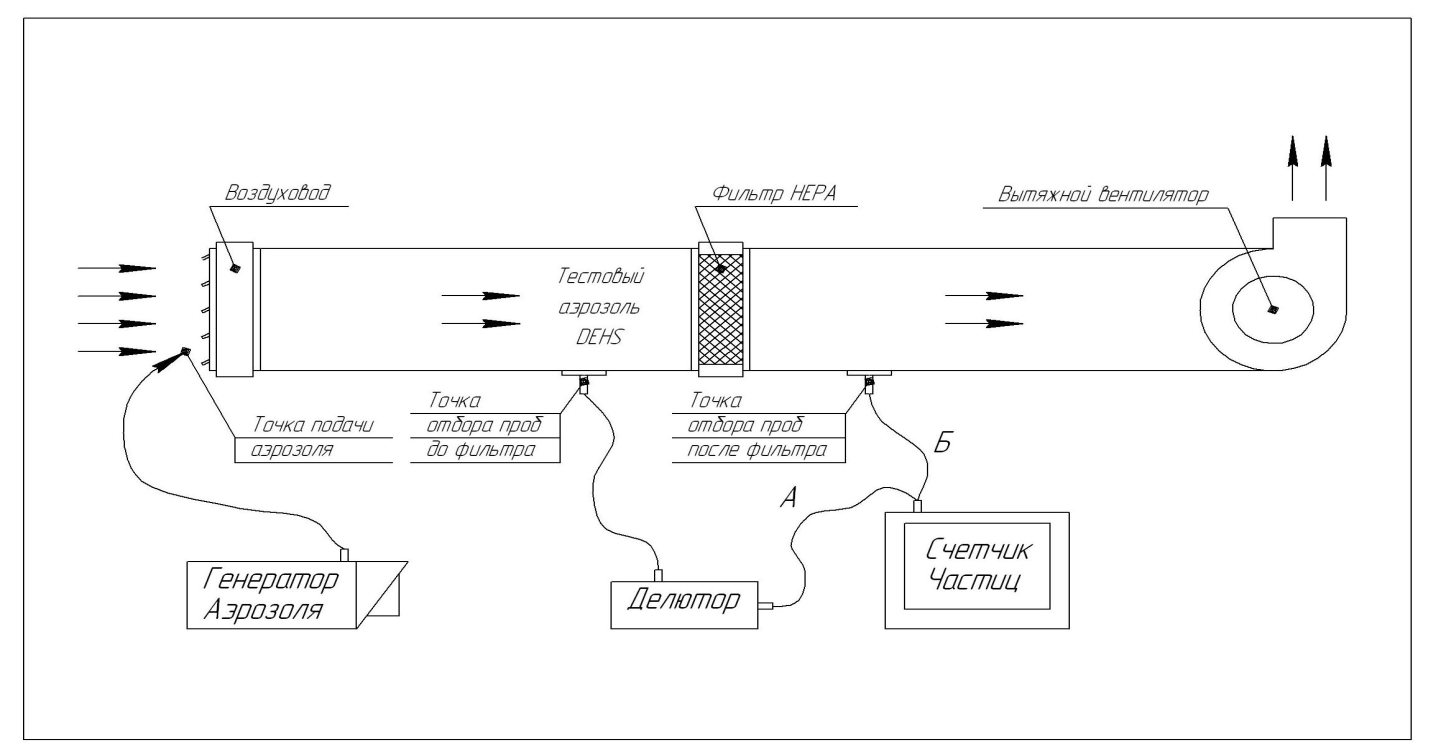 Воздуховод
Фильтр HEPA
Вытяжной вентилятор
Тестовый
аэрозоль
DEHS
Точка подачи
аэрозоля
Точка
отбора проб
до фильтра
Точка
отбора проб
после фильтра
Б
А
Генератор
Аэрозоля
Делютор
Счетчик
Частиц